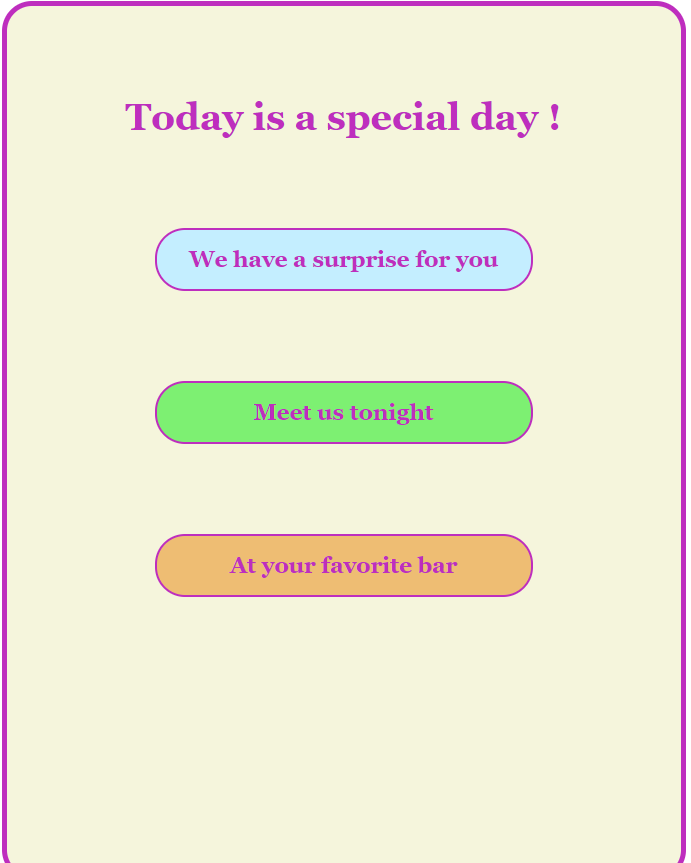 Today is a special day !
We have a surprise for you
Meet us tonight
At your favorite bar